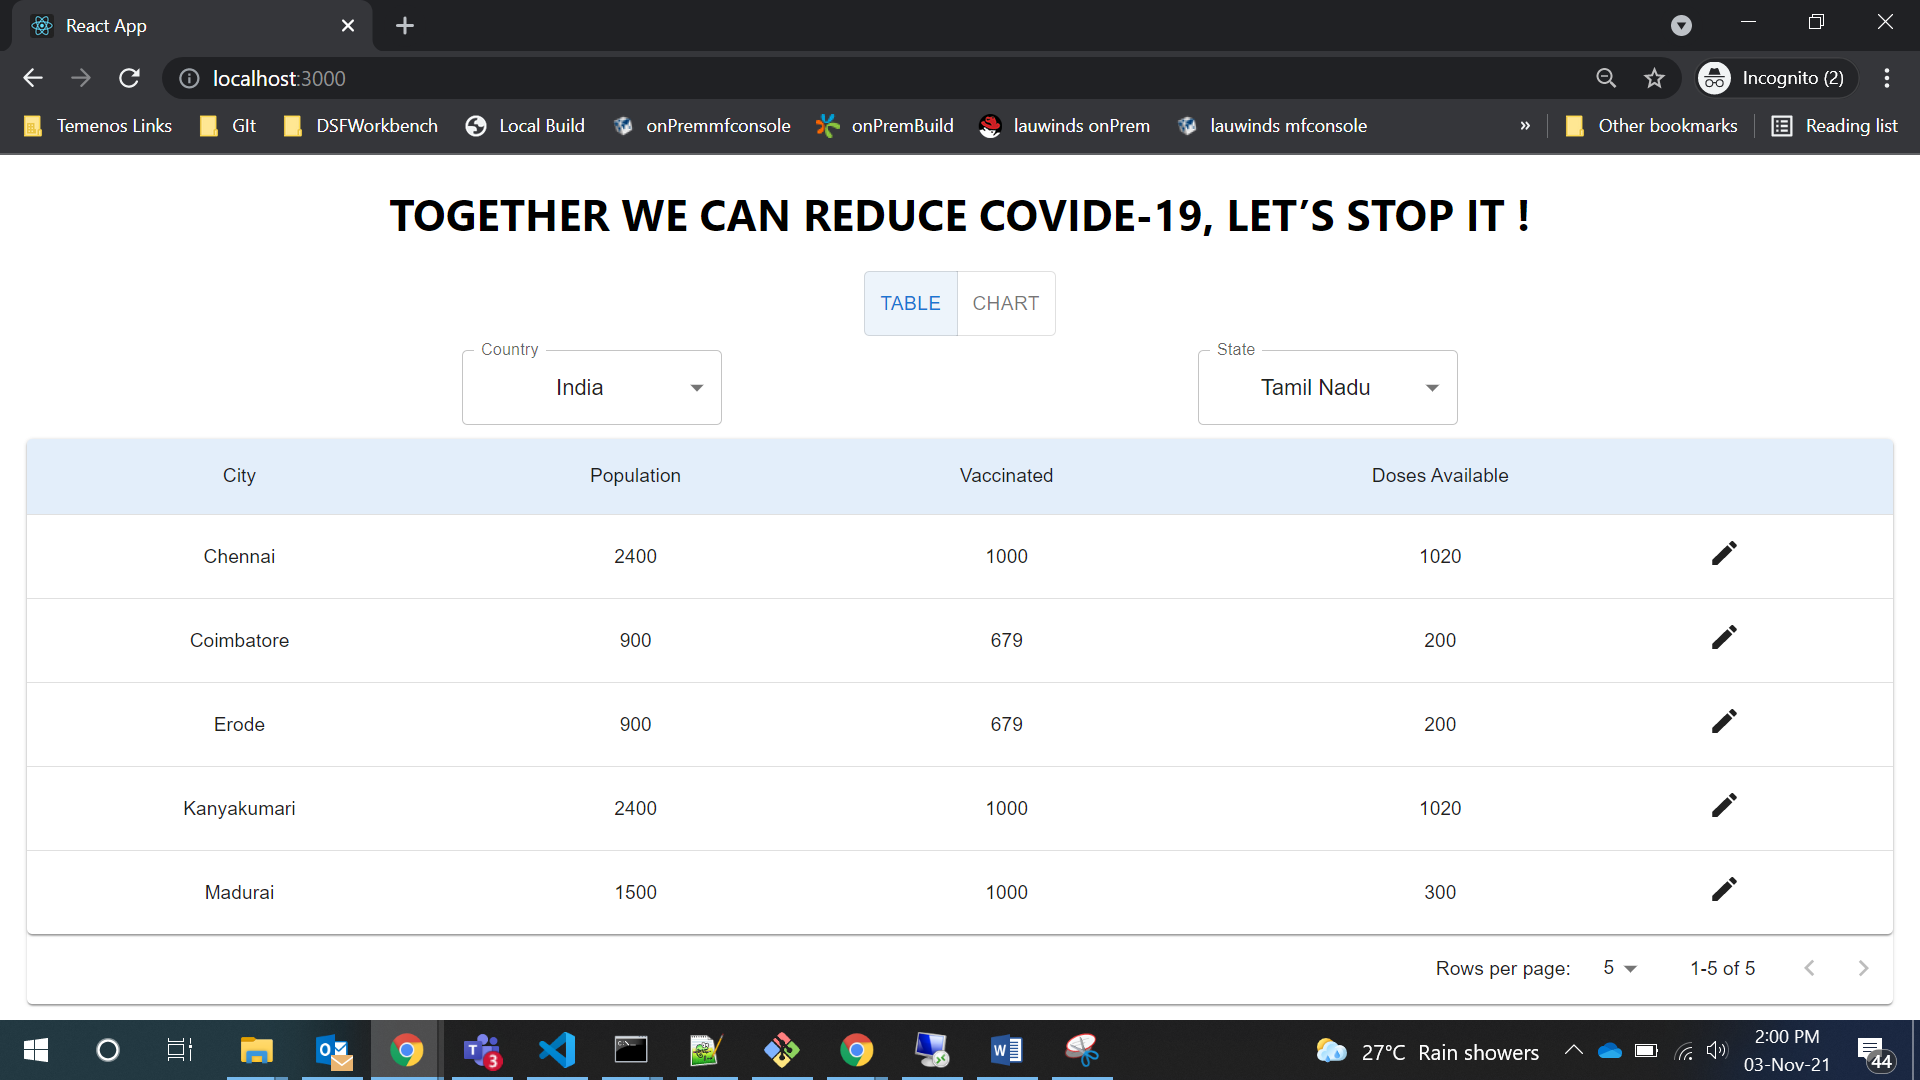 React App
localhost:3000
Incognito (2)
Temenos Links GIt DSFWorkbench Local Build onPremmfconsole onPremBuild lauwinds onPrem lauwinds mfconsole » Other bookmarks Reading list
TOGETHER WE CAN REDUCE COVIDE-19, LET’S STOP IT !
TABLE CHART
Country State
India Tamil Nadu
City Population Vaccinated Doses Available
Chennai 2400 1000 1020
Coimbatore 900 679 200
Erode 900 679 200
Kanyakumari 2400 1000 1020
Madurai 1500 1000 300
Rows per page: 5 1-5 of 5
27°C Rain showers
2:00 PM
03-Nov-21
3
44